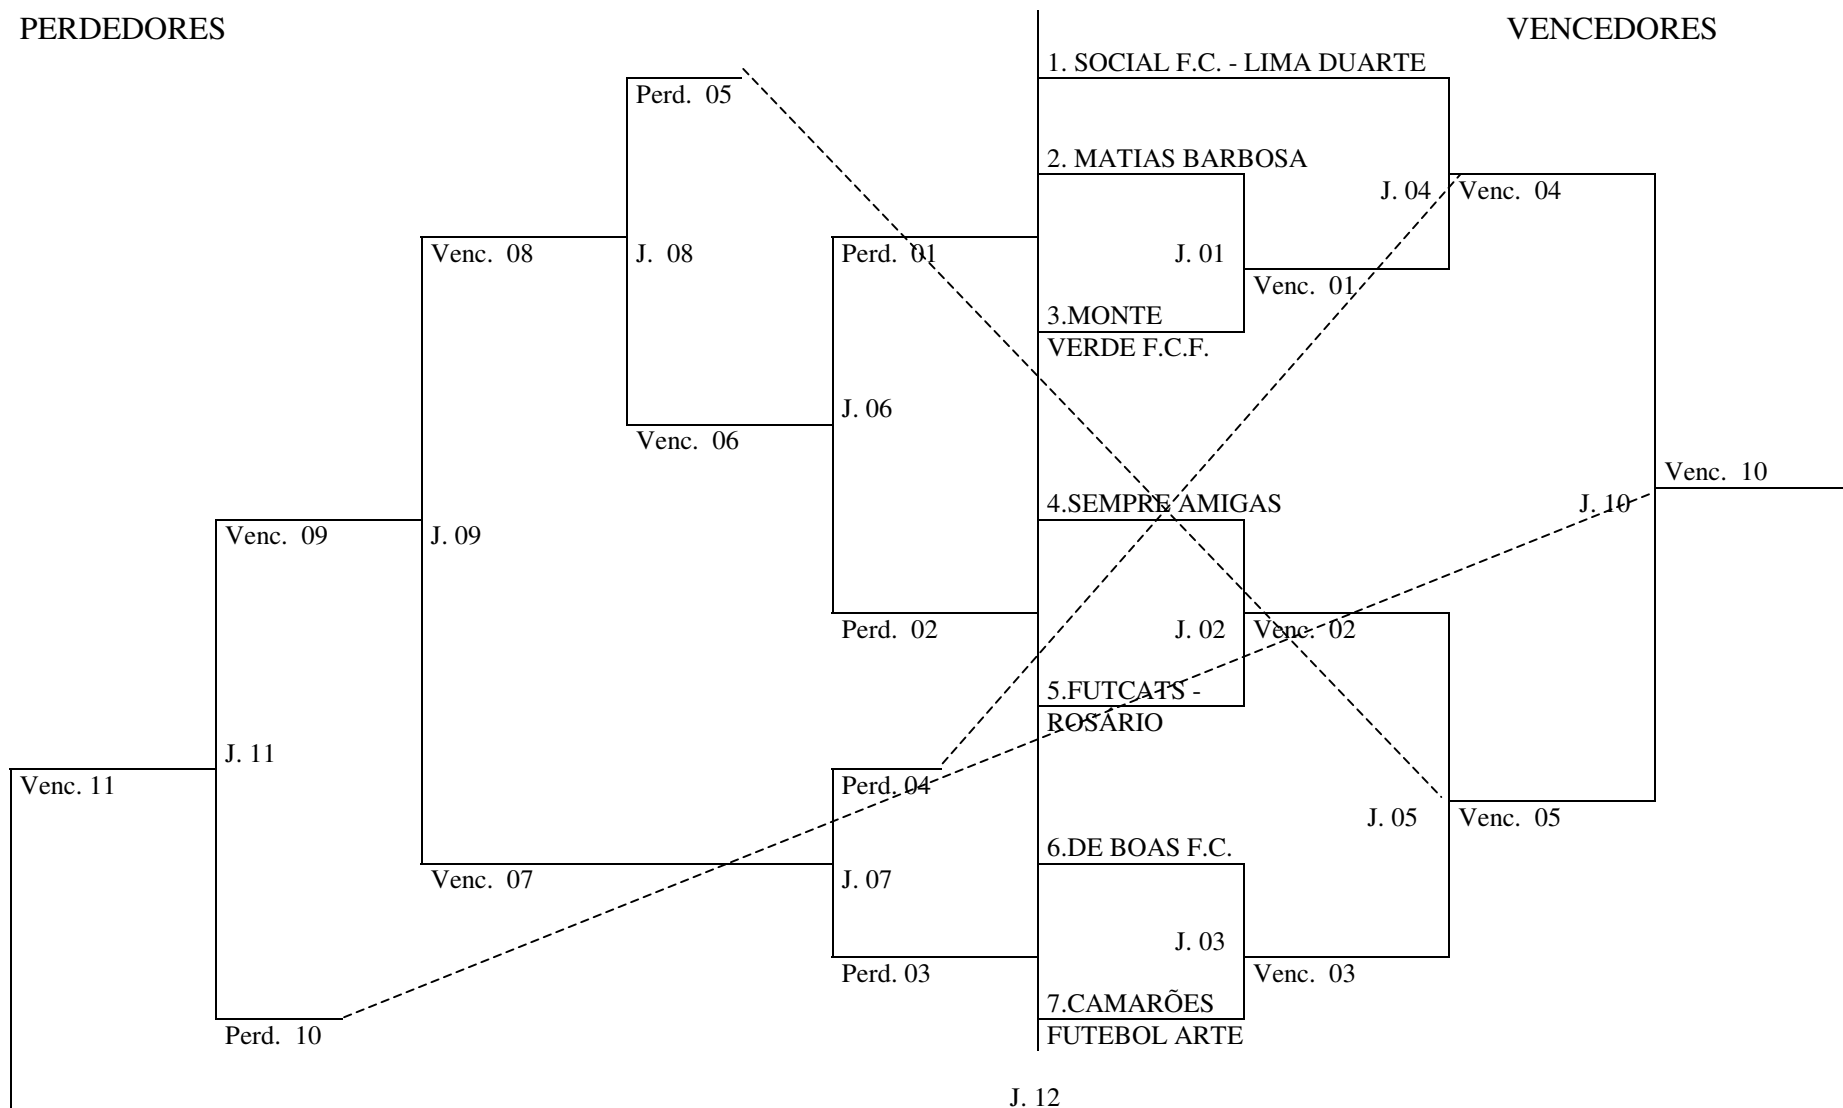 PERDEDORES
VENCEDORES
1. SOCIAL F.C. - LIMA DUARTE
Perd. 05
2. MATIAS BARBOSA
J. 04
Venc. 04
Venc. 08
J. 08
Perd. 01
J. 01
Venc. 01
3.MONTE
VERDE F.C.F.
J. 06
Venc. 06
Venc. 10
4.SEMPRE AMIGAS
J. 10
Venc. 09
J. 09
Perd. 02
J. 02
Venc. 02
5.FUTCATS -
ROSÁRIO
J. 11
Venc. 11
Perd. 04
J. 05
Venc. 05
6.DE BOAS F.C.
Venc. 07
J. 07
J. 03
Perd. 03
Venc. 03
7.CAMARÕES
FUTEBOL ARTE
Perd. 10
J. 12